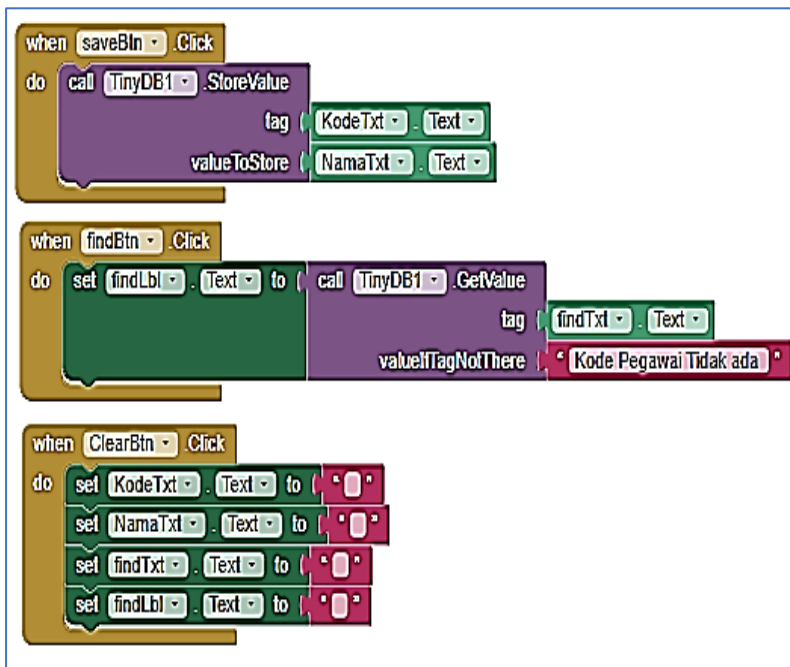 when saveBtn .Click
do call TinyDB1 .StoreValue
tag KodeTxt . Text
valueToStore NamaTxt . Text
when findBtn .Click
do set findLbl . Text to call TinyDB1 .GetValue
tag findTxt . Text
valueIfTagNotThere " Kode Pegawai Tidak ada "
when ClearBtn .Click
do set KodeTxt . Text to " "
set NamaTxt . Text to " "
set findTxt . Text to " "
set findLbl . Text to " "